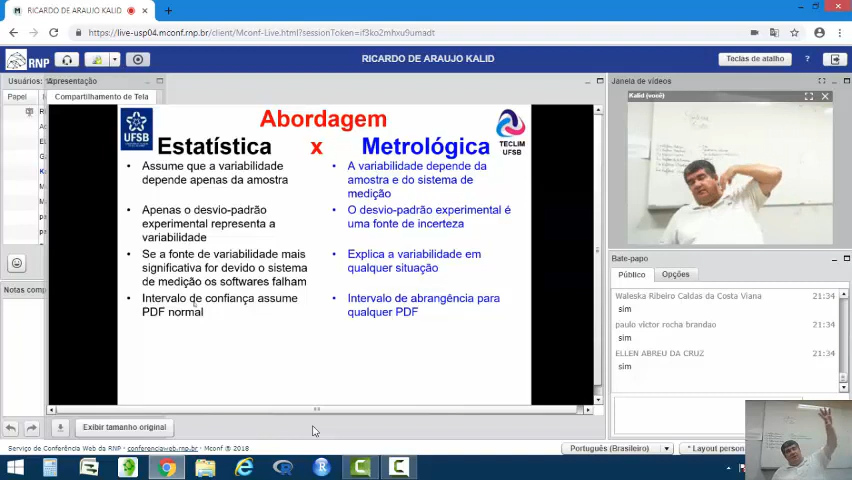 RICARDO DE ARAUJO KALID
https://live-usp04.mconf.rnp.br/client/Mconf-Live.html?sessionToken=if3ko2mhxu9umadt
RNP
RICARDO DE ARAUJO KALID
Teclas de atalho
?
Usuários:
Apresentação
Janela de vídeos
Papel
Compartilhamento de Tela
Kalid (você)
Abordagem
UFSB
Estatística x Metrológica
TECLIM
UFSB
• Assume que a variabilidade
depende apenas da amostra
• Apenas o desvio-padrão
experimental representa a
variabilidade
• Se a fonte de variabilidade mais
significativa for devido o sistema
de medição os softwares falham
• Intervalo de confiança assume
PDF normal
• A variabilidade depende da
amostra e do sistema de
medição
• O desvio-padrão experimental é
uma fonte de incerteza
• Explica a variabilidade em
qualquer situação
• Intervalo de abrangência para
qualquer PDF
Notas comp
Bate-papo
Público
Opções
Waleska Ribeiro Caldas da Costa Viana 21:34
sim
paulo victor rocha brandao 21:34
sim
ELLEN ABREU DA CRUZ 21:34
sim
Exibir tamanho original
Serviço de Conferência Web da RNP - conferenciaweb.rnp.br - Mconf ® 2018
Português (Brasileiro)
* Layout person